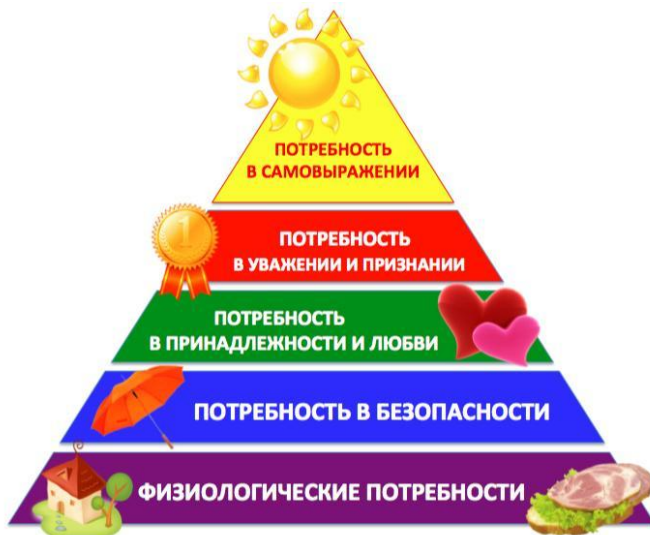 ПОТРЕБНОСТЬ
В САМОВЫРАЖЕНИИ
1
ПОТРЕБНОСТЬ
В УВАЖЕНИИ И ПРИЗНАНИИ
ПОТРЕБНОСТЬ
В ПРИНАДЛЕЖНОСТИ И ЛЮБВИ
ПОТРЕБНОСТЬ В БЕЗОПАСНОСТИ
ФИЗИОЛОГИЧЕСКИЕ ПОТРЕБНОСТИ